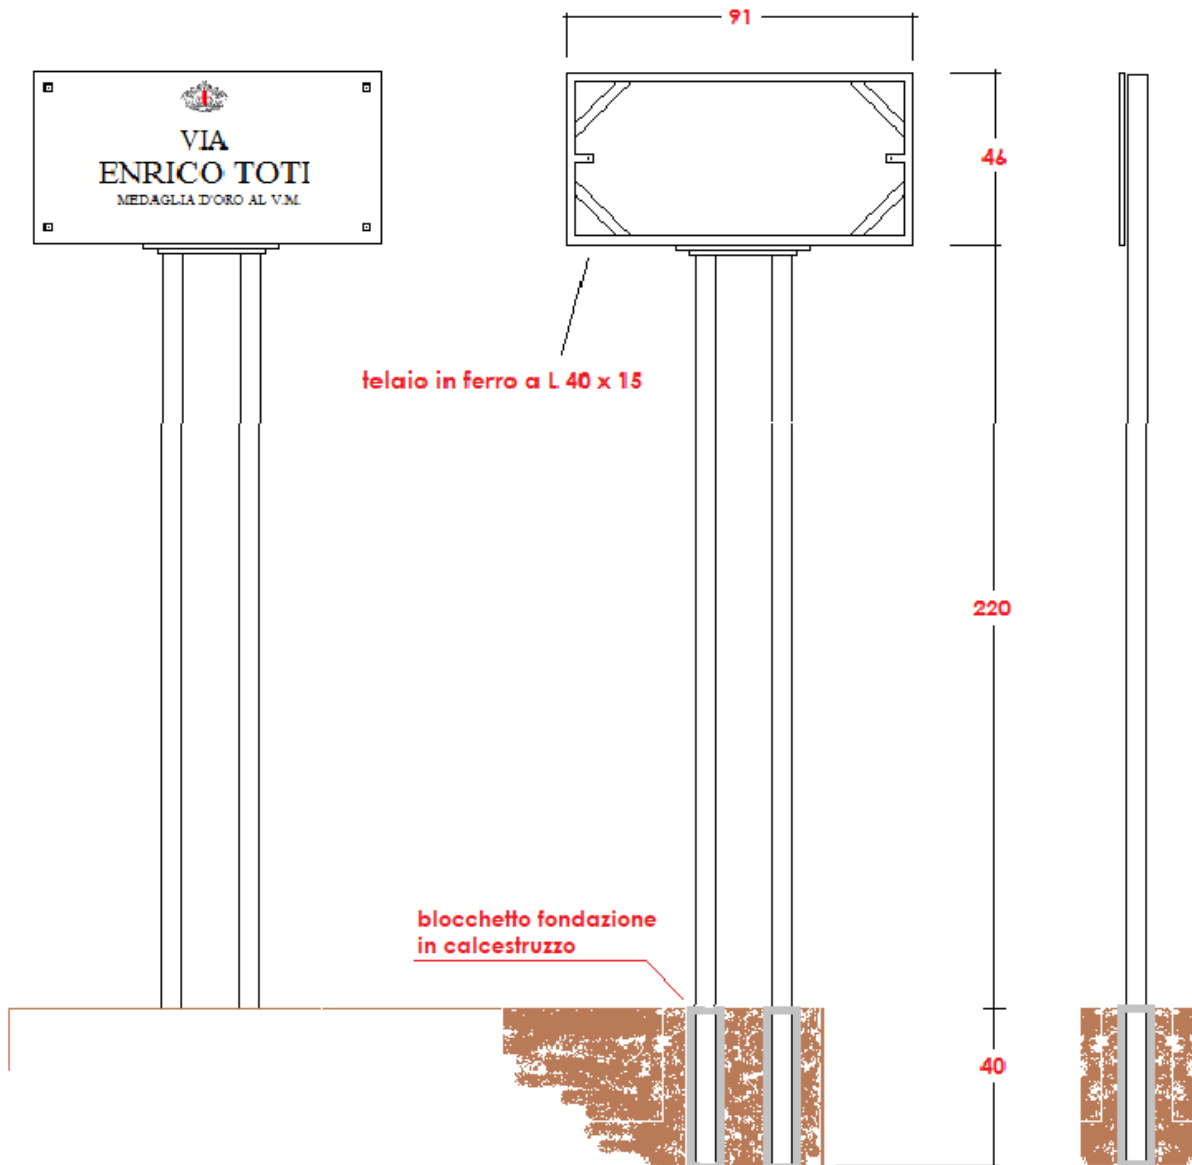 91
VIA
ENRICO TOTI
MEDAGLIA D'ORO AL V.M.
46
telaio in ferro a L 40 x 15
220
blocchetto fondazione
in calcestruzzo
40